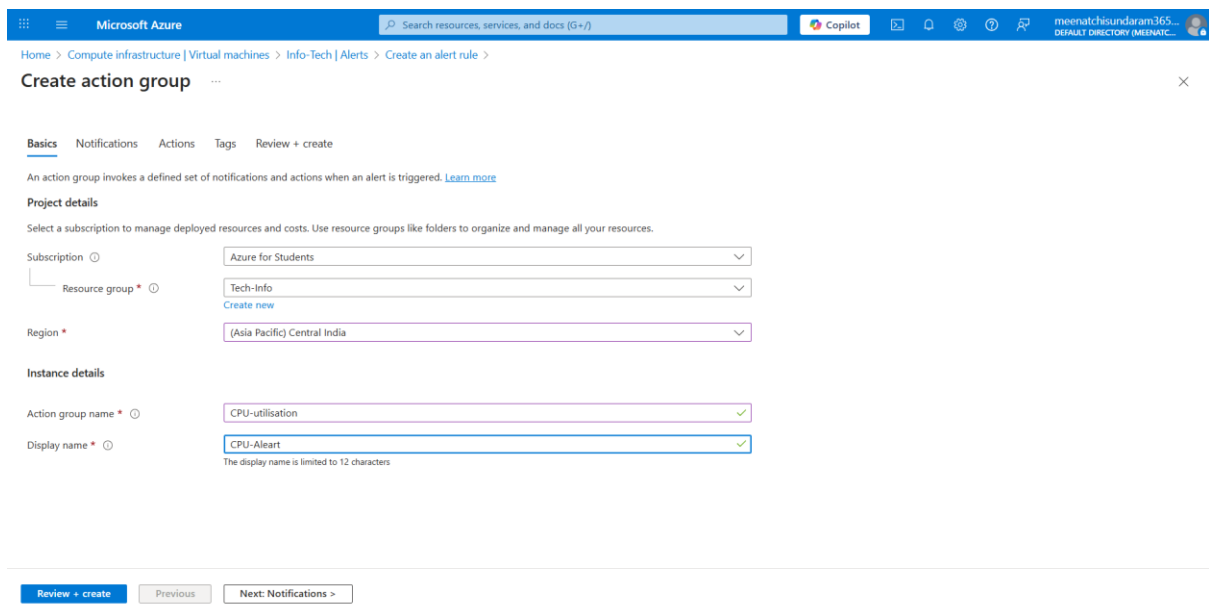 Microsoft Azure
Search resources, services, and docs (G+/)
Copilot
meenatchisundaram365...
DEFAULT DIRECTORY (MEENATC...
Home > Compute infrastructure | Virtual machines > Info-Tech | Alerts > Create an alert rule >
Create action group ...
Basics Notifications Actions Tags Review + create
An action group invokes a defined set of notifications and actions when an alert is triggered. Learn more
Project details
Select a subscription to manage deployed resources and costs. Use resource groups like folders to organize and manage all your resources.
Subscription Azure for Students
Resource group * Tech-Info
Create new
Region * (Asia Pacific) Central India
Instance details
Action group name * CPU-utilisation
Display name * CPU-Aleart
The display name is limited to 12 characters
Review + create Previous Next: Notifications >